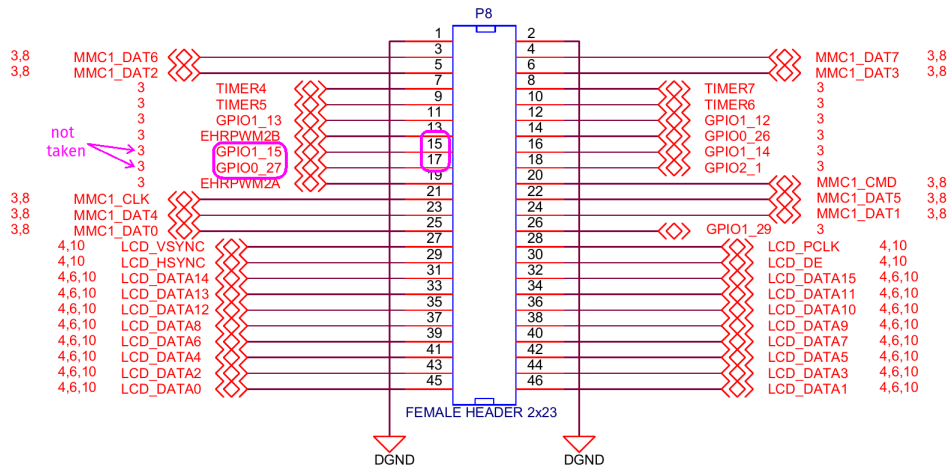 P8
1 2
3,8 MMC1_DAT6 3 4 MMC1_DAT7 3,8
3,8 MMC1_DAT2 5 6 MMC1_DAT3 3,8
3 TIMER4 7 8 TIMER7 3
3 TIMER5 9 10 TIMER6 3
3 GPIO1_13 11 12 GPIO1_12 3
3 EHRPWM2B 13 14 GPIO0_26 3
not
taken
3 GPIO1_15 15 16 GPIO1_14 3
3 GPIO0_27 17 18 GPIO2_1 3
3 EHRPWM2A 19 20 MMC1_CMD 3,8
3,8 MMC1_CLK 21 22 MMC1_DAT5 3,8
3,8 MMC1_DAT4 23 24 MMC1_DAT1 3,8
3,8 MMC1_DAT0 25 26 GPIO1_29 3
4,10 LCD_VSYNC 27 28 LCD_PCLK 4,10
4,10 LCD_HSYNC 29 30 LCD_DE 4,10
4,6,10 LCD_DATA14 31 32 LCD_DATA15 4,6,10
4,6,10 LCD_DATA13 33 34 LCD_DATA11 4,6,10
4,6,10 LCD_DATA12 35 36 LCD_DATA10 4,6,10
4,6,10 LCD_DATA8 37 38 LCD_DATA9 4,6,10
4,6,10 LCD_DATA6 39 40 LCD_DATA7 4,6,10
4,6,10 LCD_DATA4 41 42 LCD_DATA5 4,6,10
4,6,10 LCD_DATA2 43 44 LCD_DATA3 4,6,10
4,6,10 LCD_DATA0 45 46 LCD_DATA1 4,6,10
FEMALE HEADER 2x23
DGND DGND